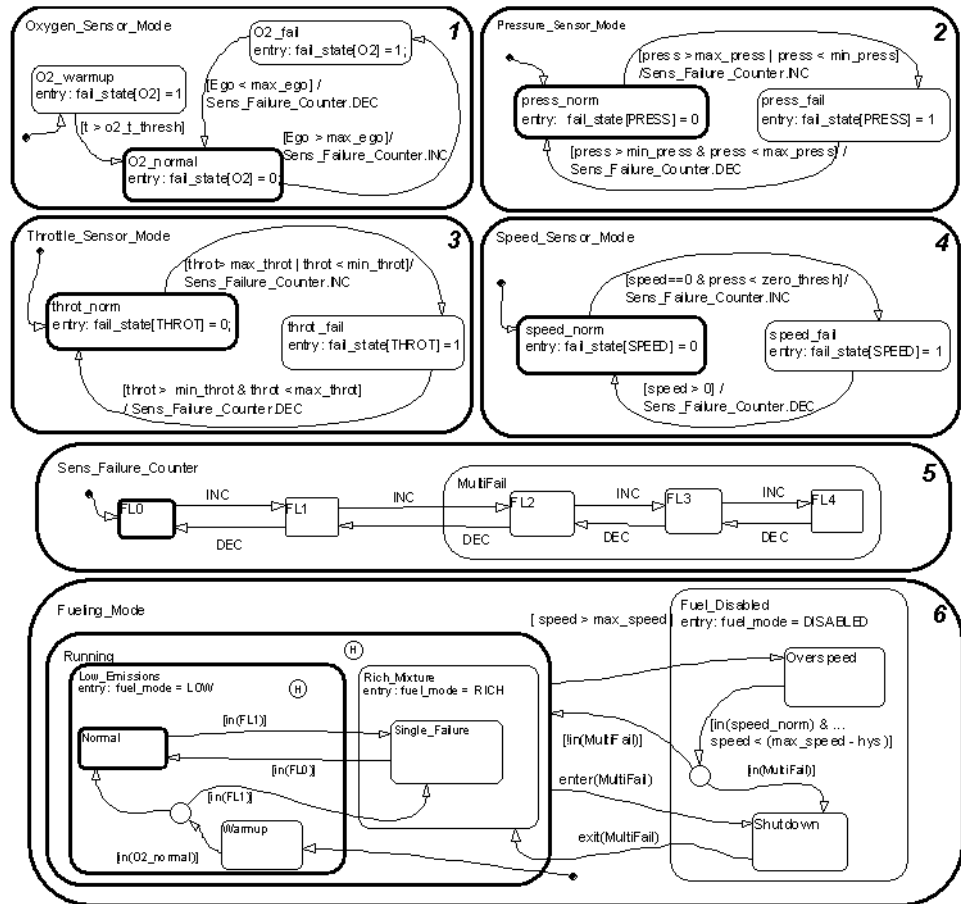 Oxygen_Sensor_Mode
1
O2_fail
entry: fail_state[O2] = 1;
O2_warmup
entry: fail_state[O2] = 1
[Ego < max_ego] /
Sens_Failure_Counter.DEC
[t > o2_t_thresh]
[Ego > max_ego]/
Sens_Failure_Counter.INC
O2_normal
entry: fail_state[O2] = 0;
Pressure_Sensor_Mode
2
[press > max_press | press < min_press]
/Sens_Failure_Counter.INC
press_norm
entry: fail_state[PRESS] = 0
press_fail
entry: fail_state[PRESS] = 1
[press > min_press & press < max_press] /
Sens_Failure_Counter.DEC
Throttle_Sensor_Mode
3
[throt> max_throt | throt < min_throt]/
Sens_Failure_Counter.INC
throt_norm
entry: fail_state[THROT] = 0;
throt_fail
entry: fail_state[THROT] = 1
[throt> min_throt & throt <max_throt]
/ Sens_Failure_Counter.DEC
Speed_Sensor_Mode
4
[speed==0 & press < zero_thresh]/
Sens_Failure_Counter.INC
speed_norm
entry: fail_state[SPEED] = 0
speed_fail
entry: fail_state[SPEED] = 1
[speed > 0] /
Sens_Failure_Counter.DEC
Sens_Failure_Counter
5
MultiFail
FL0
INC
FL1
INC
FL2
INC
FL3
INC
FL4
DEC
DEC
DEC
DEC
Fueling_Mode
6
[ speed > max_speed ]
Fuel_Disabled
entry: fuel_mode = DISABLED
Running
H
Low_Emissions
entry: fuel_mode = LOW
H
Rich_Mixture
entry: fuel_mode = RICH
Overspeed
Normal
[in(FL1)]
Single_Failure
[in(speed_norm) & ...
speed < (max_speed - hys)]
[!in(MultiFail)]
[in(FL0)]
[in(FL1)]
enter(MultiFail)
[in(MultiFail)]
Warmup
Shutdown
[in(O2_normal)]
exit(MultiFail)